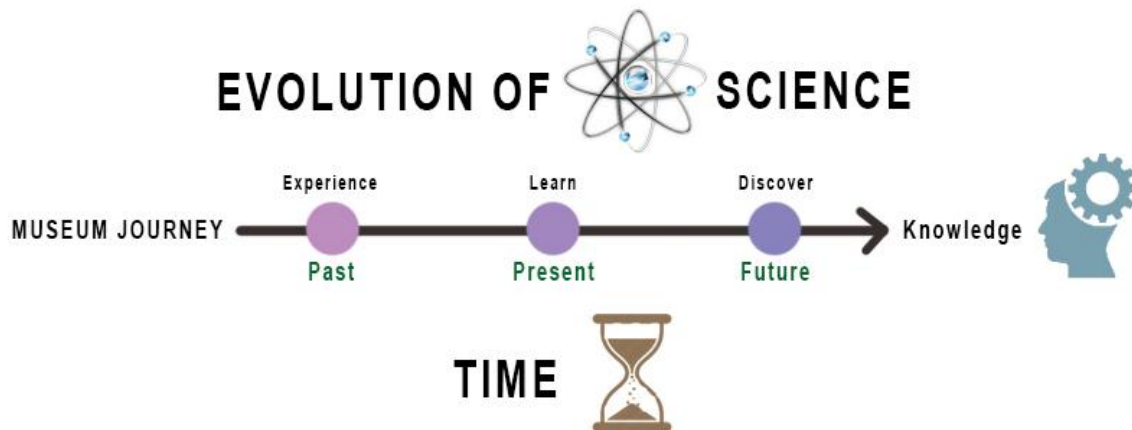 EVOLUTION OF SCIENCE
Experience Learn Discover
MUSEUM JOURNEY Knowledge
Past Present Future
TIME